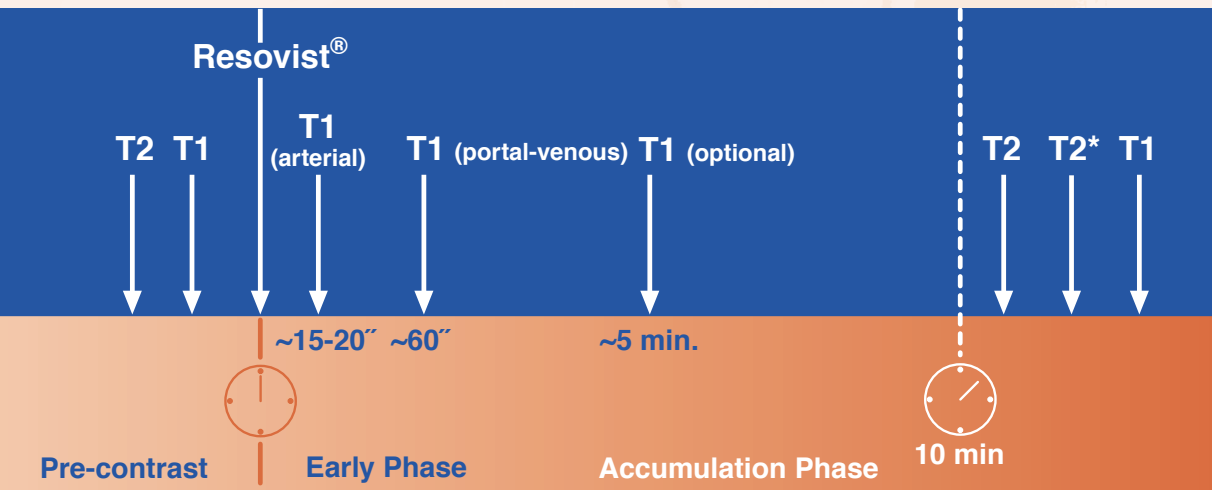 Resovist®
T2 T1
T1
(arterial)
T1 (portal-venous)
T1 (optional)
T2 T2* T1
~15-20˝ ~60˝
~5 min.
10 min
Pre-contrast
Early Phase
Accumulation Phase